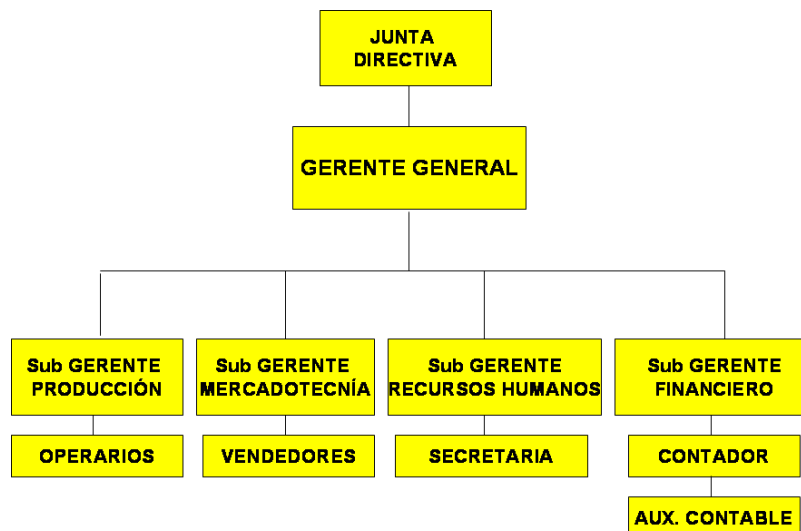 JUNTA
DIRECTIVA
GERENTE GENERAL
Sub GERENTE
PRODUCCIÓN
Sub GERENTE
MERCADOTECNÍA
Sub GERENTE
RECURSOS HUMANOS
Sub GERENTE
FINANCIERO
OPERARIOS
VENDEDORES
SECRETARIA
CONTADOR
AUX. CONTABLE